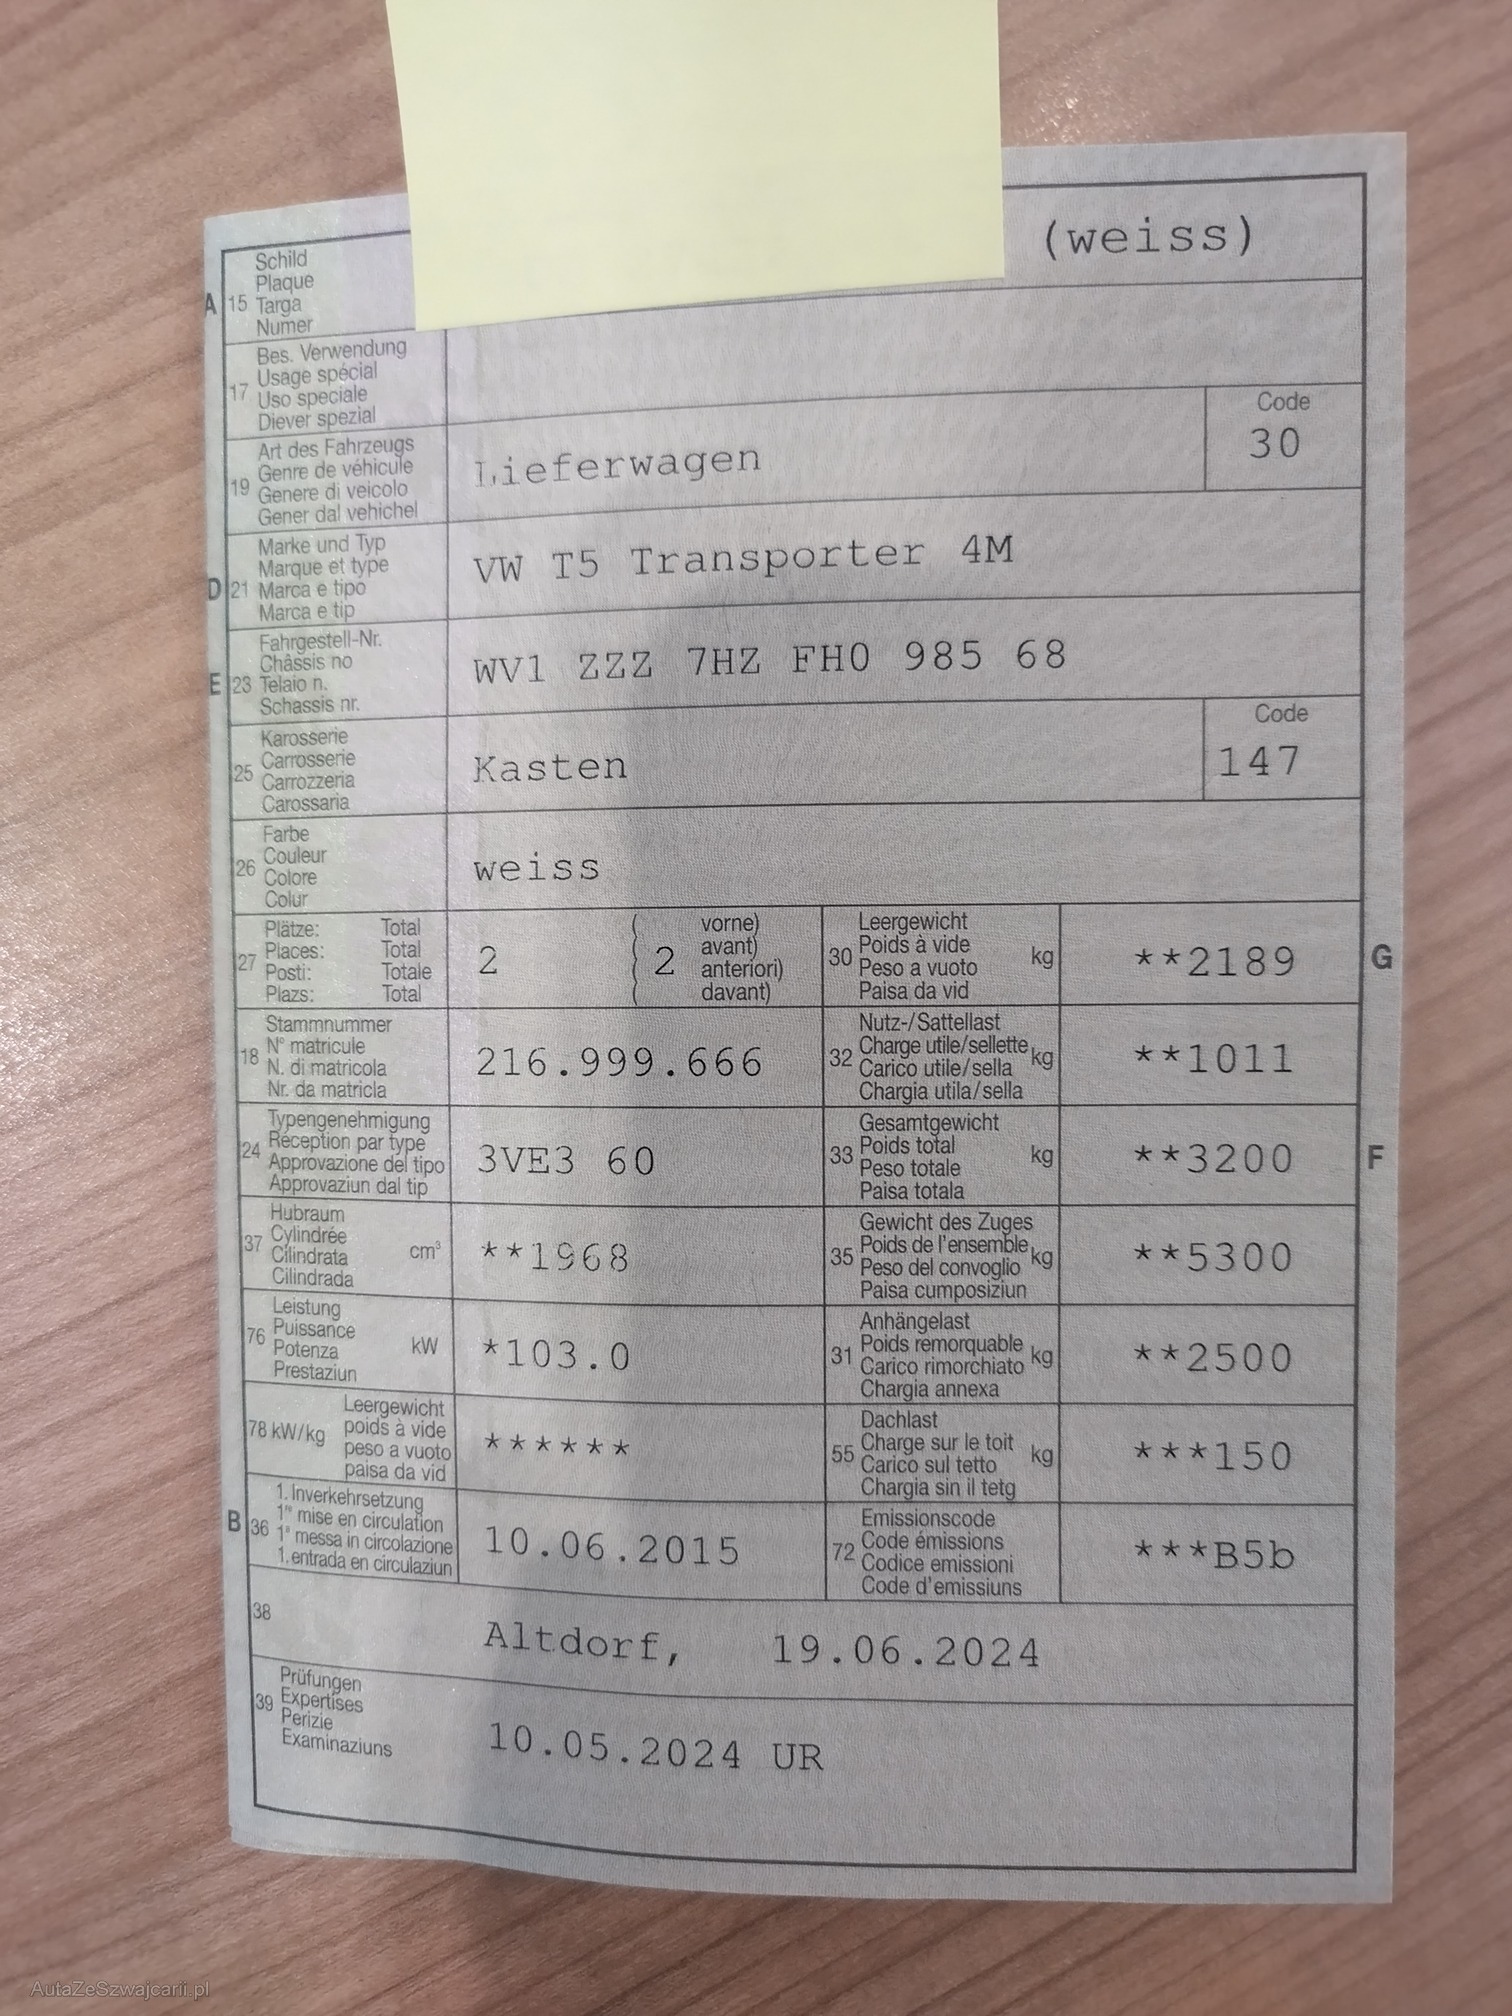 (weiss)
A 15 Schild
Plaque
Targa
Numer
17 Bes. Verwendung
Usage spécial
Uso speciale
Diever spezial
19 Art des Fahrzeugs
Genre de véhicule
Genere di veicolo
Gener dal vehichel
Lieferwagen
Code
30
D 21 Marke und Typ
Marque et type
Marca e tipo
Marca e tip
VW T5 Transporter 4M
E 23 Fahrgestell-Nr.
Châssis no
Telaio n.
Schassis nr.
WV1 ZZZ 7HZ FH0 985 68
25 Karosserie
Carrosserie
Carrozzeria
Carossaria
Kasten
Code
147
26 Farbe
Couleur
Colore
Colur
weiss
27 Plätze: Total
Places: Total
Posti: Totale
Plazs: Total
2 ( 2 vorne)
avant)
anteriori)
( davant)
30 Leergewicht
Poids à vide kg
Peso a vuoto
Paisa da vid
**2189 G
18 Stammnummer
N° matricule
N. di matricola
Nr. da matricla
216.999.666
32 Nutz-/Sattellast
Charge utile/sellette kg
Carico utile/sella
Chargia utila/sella
**1011
24 Typengenehmigung
Réception par type
Approvazione del tipo
Approvaziun dal tip
3VE3 60
33 Gesamtgewicht
Poids total kg
Peso totale
Paisa totala
**3200 F
37 Hubraum
Cylindrée
Cilindrata cm³
Cilindrada
**1968
35 Gewicht des Zuges
Poids de l'ensemble kg
Peso del convoglio
Paisa cumposiziun
**5300
76 Leistung
Puissance
Potenza kW
Prestaziun
*103.0
31 Anhängelast
Poids remorquable
Carico rimorchiato kg
Chargia annexa
**2500
78 kW/kg Leergewicht
poids à vide
peso a vuoto
paisa da vid
******
55 Dachlast
Charge sur le toit
Carico sul tetto kg
Chargia sin il tetg
***150
B 36 1. Inverkehrsetzung
1re mise en circulation
1a messa in circolazione
1. entrada en circulaziun
10.06.2015
72 Emissionscode
Code émissions
Codice emissioni
Code d'emissiuns
***B5b
38
Altdorf, 19.06.2024
39 Prüfungen
Expertises
Perizie
Examinaziuns
10.05.2024 UR
AutaZeSzwajcarii.pl